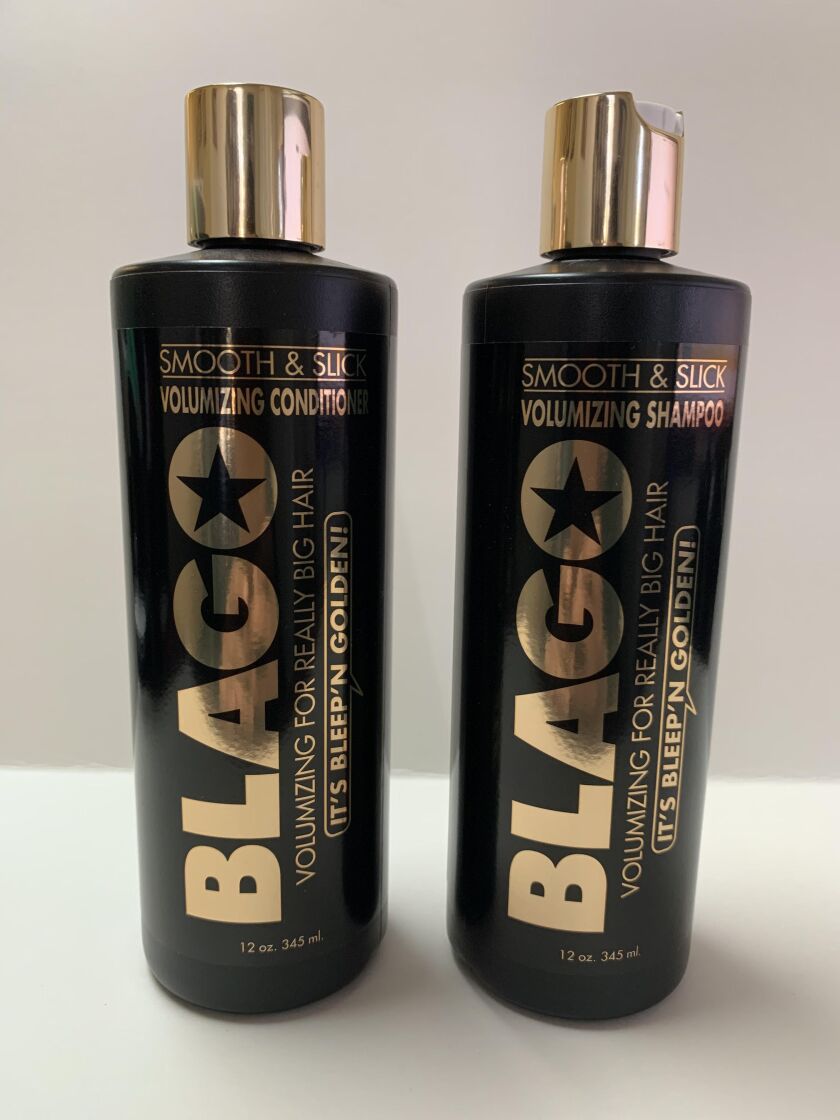 SMOOTH & SLICK
VOLUMIZING CONDITIONER
BLAGO
VOLUMIZING FOR REALLY BIG HAIR
IT'S BLEEP'N GOLDEN!
12 oz. 345 ml.
SMOOTH & SLICK
VOLUMIZING SHAMPOO
BLAGO
VOLUMIZING FOR REALLY BIG HAIR
IT'S BLEEP'N GOLDEN!
12 oz. 345 ml.